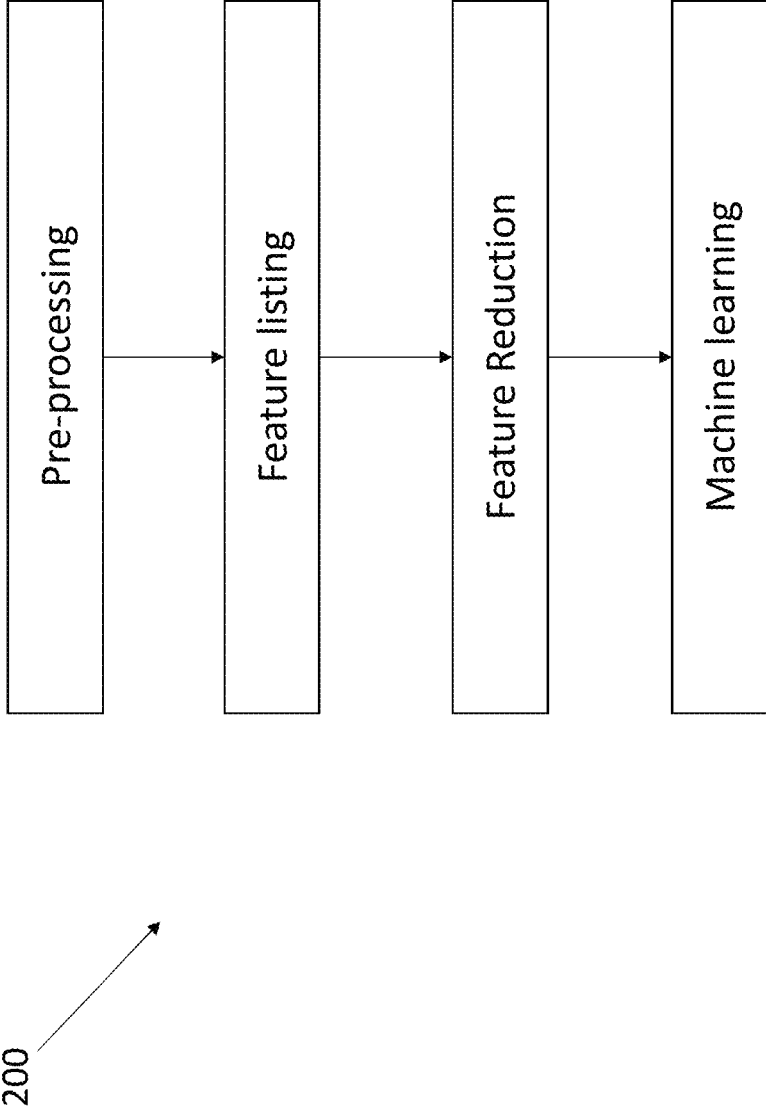 200
Pre-processing
Feature listing
Feature Reduction
Machine learning